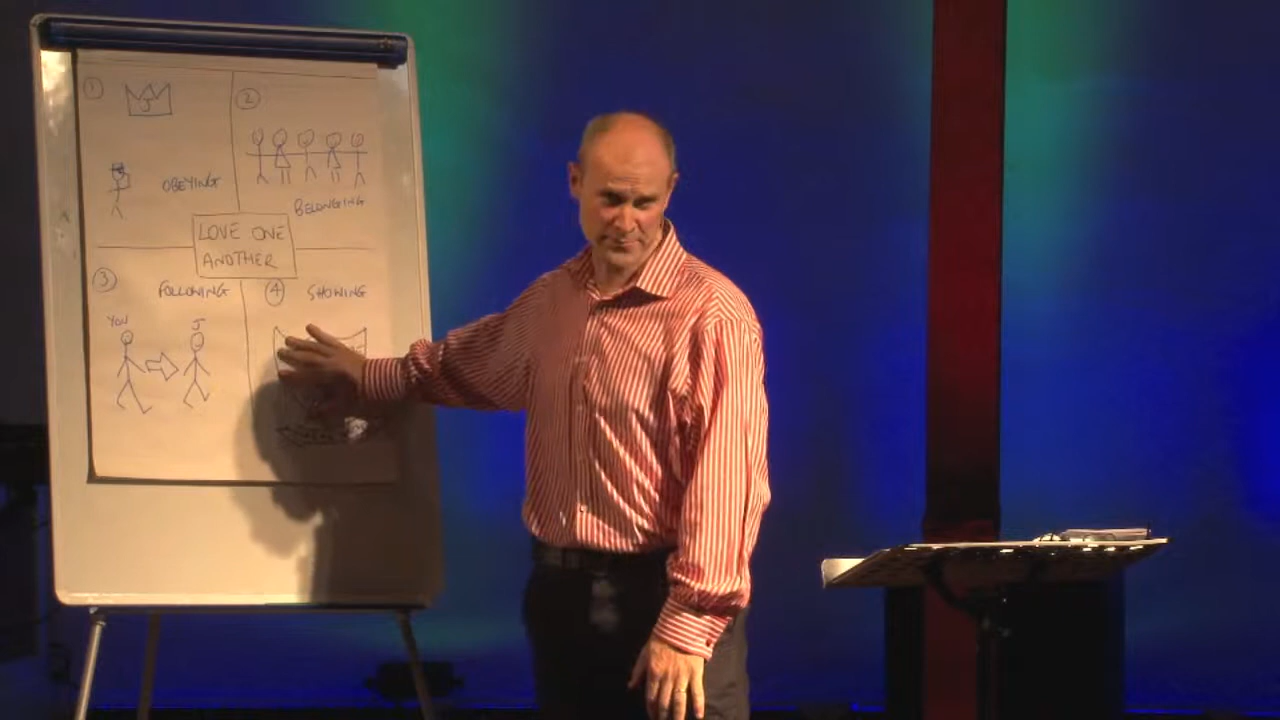 1
J
OBEYING
2
BELONGING
LOVE ONE
ANOTHER
3
FOLLOWING
YOU
J
4
SHOWING